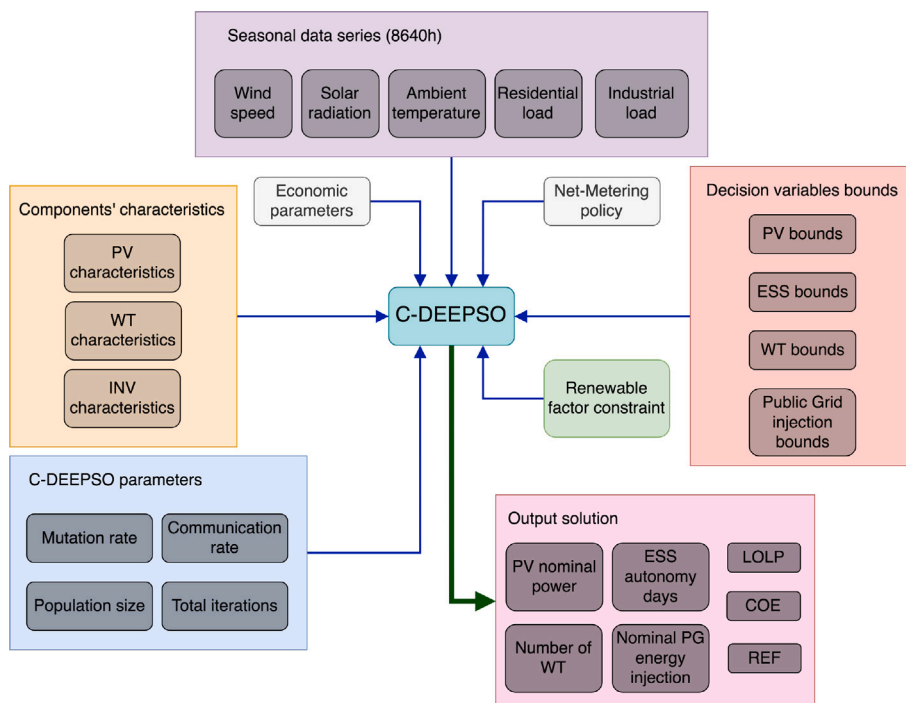 Seasonal data series (8640h)
Wind
speed
Solar
radiation
Ambient
temperature
Residential
load
Industrial
load
Economic
parameters
Net-Metering
policy
Components' characteristics
PV
characteristics
WT
characteristics
INV
characteristics
Decision variables bounds
PV bounds
ESS bounds
WT bounds
Public Grid
injection
bounds
C-DEEPSO
Renewable
factor constraint
C-DEEPSO parameters
Mutation rate
Communication
rate
Population size
Total iterations
Output solution
PV nominal
power
ESS
autonomy
days
LOLP
COE
Number of
WT
Nominal PG
energy
injection
REF